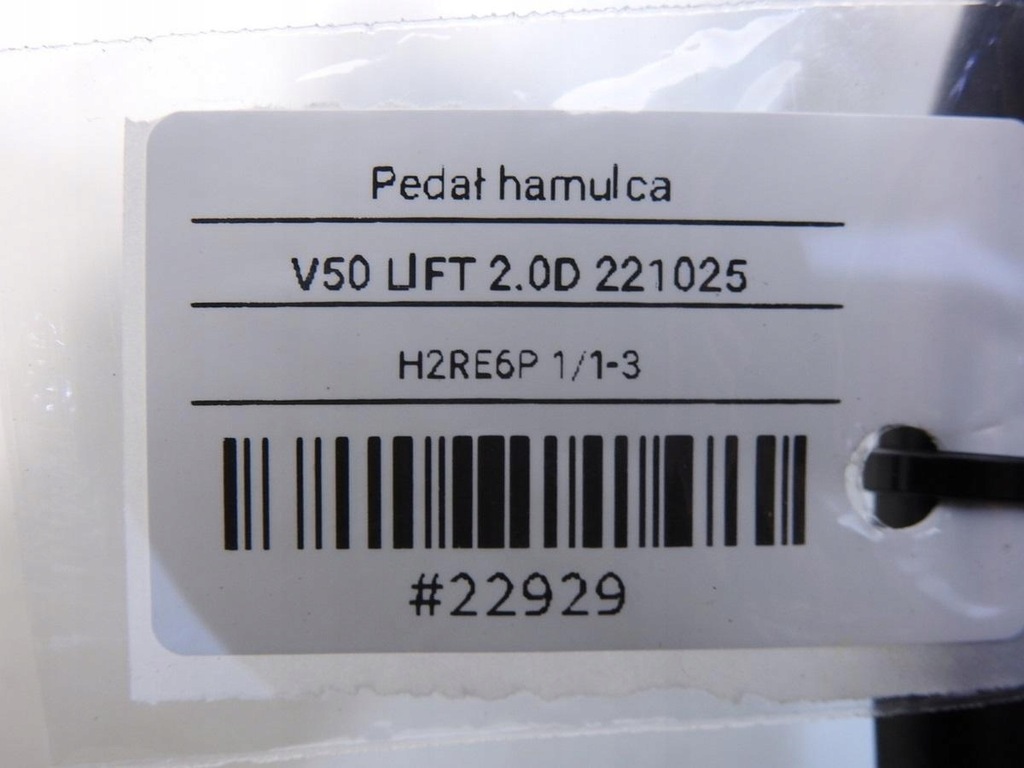 Pedał hamulca
V50 LIFT 2.0D 221025
H2RE6P 1/1-3
#22929